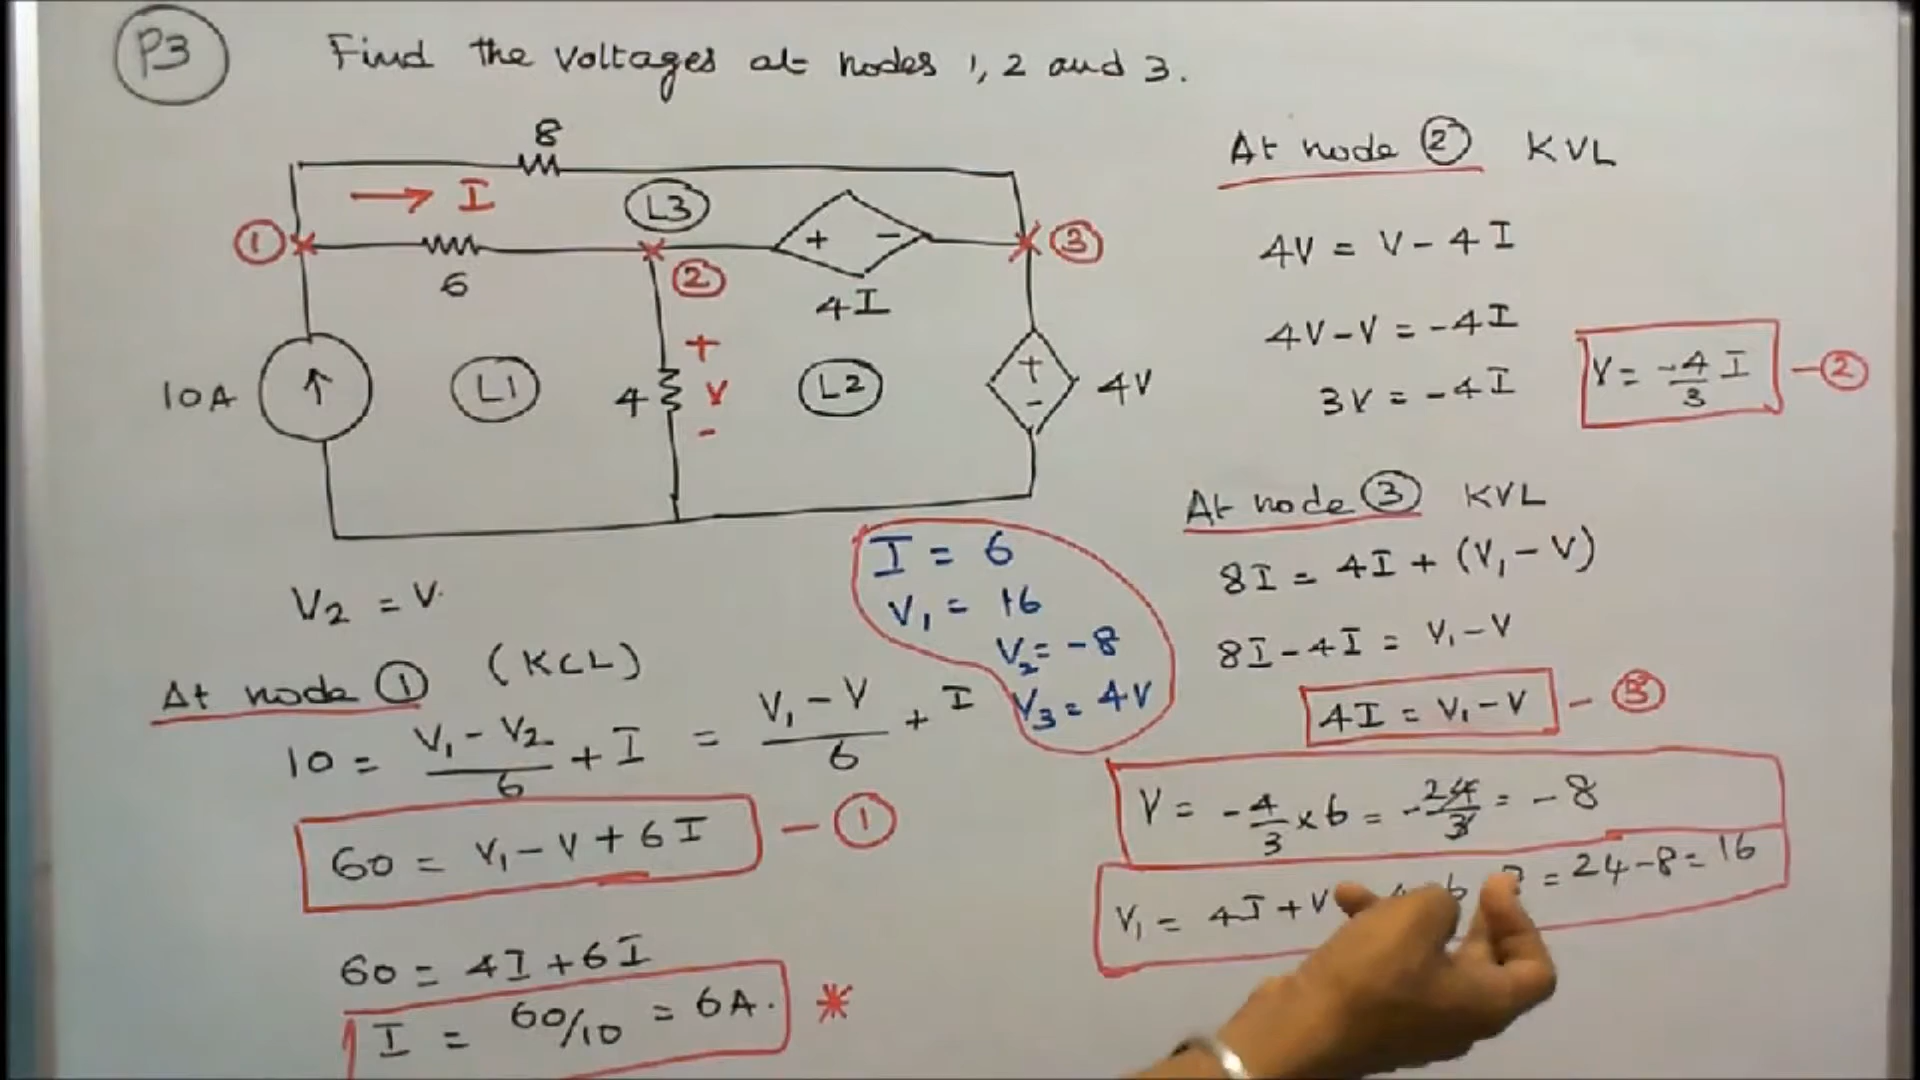 P3
Find the voltages at nodes 1, 2 and 3.
8
→ I
L3
1
6
2
+ -
4I
3
10A
L1
4
+
V
-
L2
+
-
4V
V2 = V.
At node 1 (KCL)
10 = V1 - V2 / 6 + I = V1 - V / 6 + I
60 = V1 - V + 6I - 1
60 = 4I + 6I
I = 60/10 = 6A. *
I = 6
V1 = 16
V2 = -8
V3 = 4V
At node 2 KVL
4V = V - 4I
4V - V = -4I
3V = -4I
V = -4/3 I - 2
At node 3 KVL
8I = 4I + (V1 - V)
8I - 4I = V1 - V
4I = V1 - V - 3
V = -4/3 × 6 = -24/3 = -8
V1 = 4I + V = 24 - 8 = 16